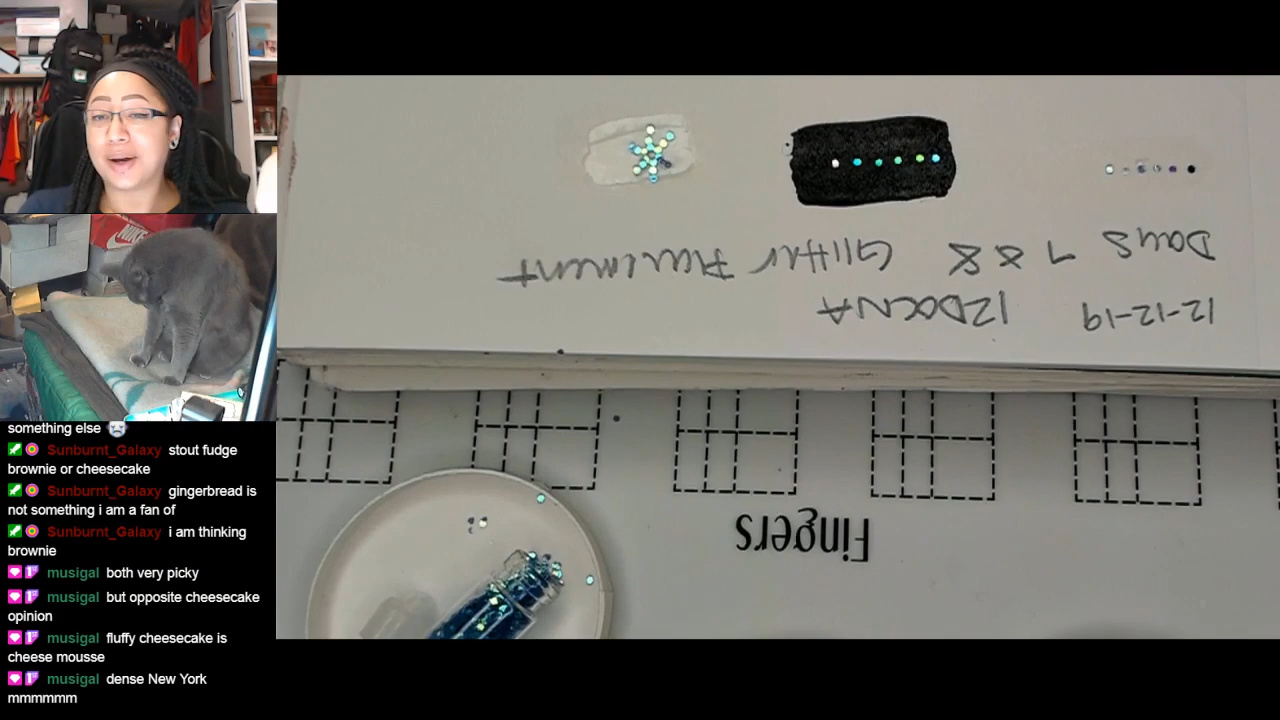 NIKE
something else
Sunburnt_Galaxy stout fudge
brownie or cheesecake
Sunburnt_Galaxy gingerbread is
not something i am a fan of
Sunburnt_Galaxy i am thinking
brownie
musigal both very picky
musigal but opposite cheesecake
opinion
musigal fluffy cheesecake is
cheese mousse
musigal dense New York
mmmmmm
12-12-19 12DOCNA
Days 7 & 8 Glitter Placement
Fingers